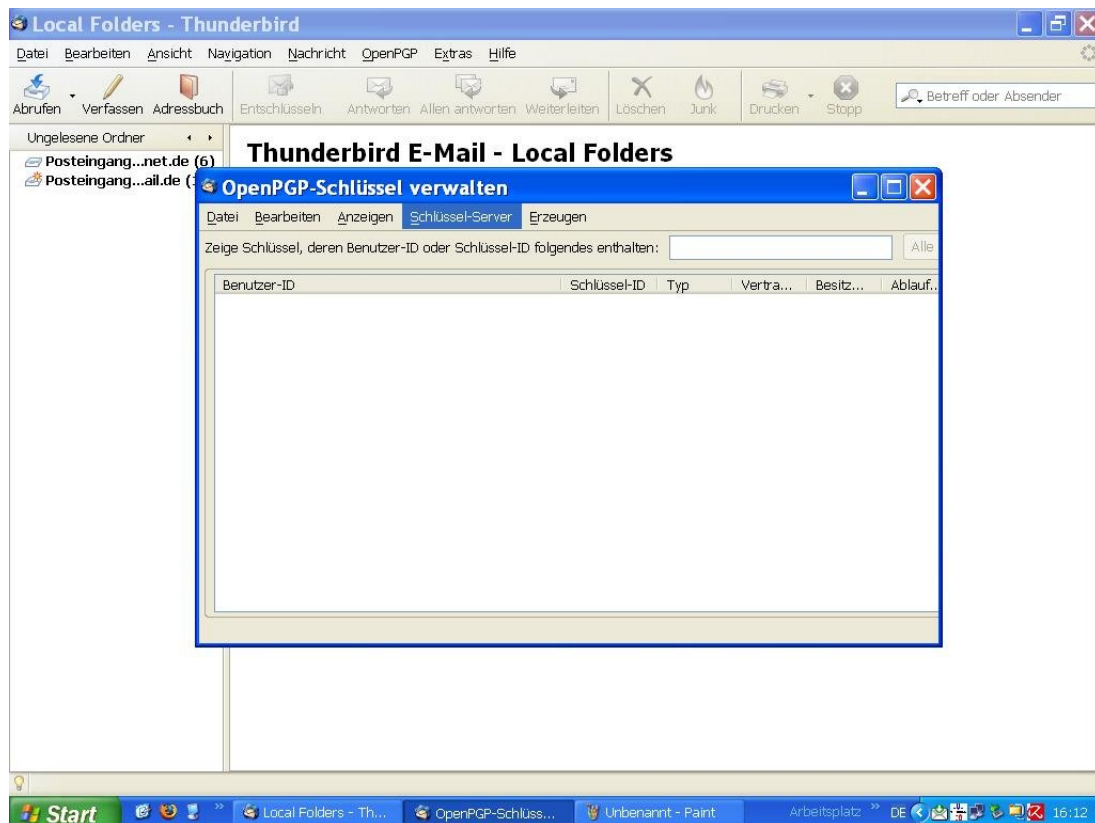 Local Folders - Thunderbird
Datei Bearbeiten Ansicht Navigation Nachricht OpenPGP Extras Hilfe
Abrufen Verfassen Adressbuch Entschlüsseln Antworten Allen antworten Weiterleiten Löschen Junk Drucken Stopp Betreff oder Absender
Ungelesene Ordner
Thunderbird E-Mail - Local Folders
Posteingang...net.de (6)
Posteingang...ail.de (
OpenPGP-Schlüssel verwalten
Datei Bearbeiten Anzeigen Schlüssel-Server Erzeugen
Zeige Schlüssel, deren Benutzer-ID oder Schlüssel-ID folgendes enthalten: Alle
Benutzer-ID Schlüssel-ID Typ Vertra... Besitz... Ablauf...
Start » Local Folders - Th... OpenPGP-Schlüss... Unbenannt - Paint Arbeitsplatz » DE 16:12